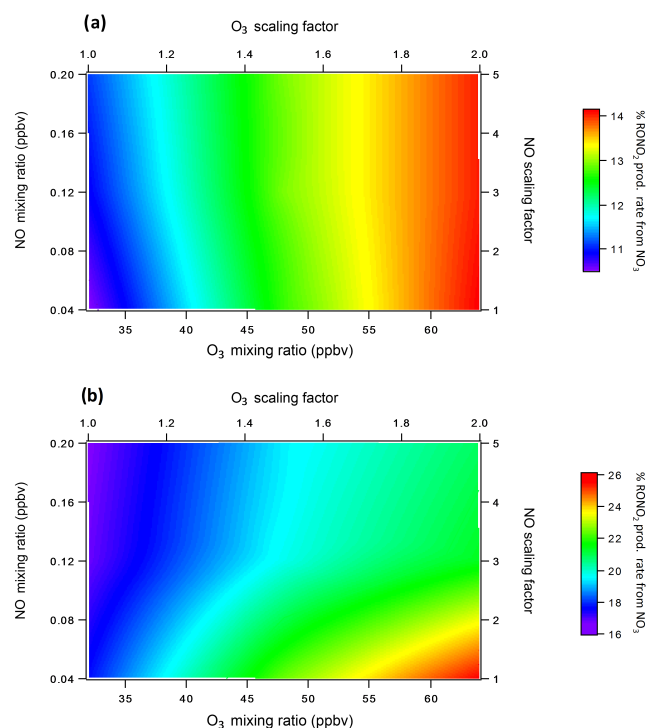 (a)
O3 scaling factor
1.0 1.2 1.4 1.6 1.8 2.0
0.20
0.16
0.12
0.08
0.04
NO mixing ratio (ppbv)
5
4
3
2
1
NO scaling factor
35 40 45 50 55 60
O3 mixing ratio (ppbv)
14
13
12
11
% RONO2 prod. rate from NO3
(b)
O3 scaling factor
1.0 1.2 1.4 1.6 1.8 2.0
0.20
0.16
0.12
0.08
0.04
NO mixing ratio (ppbv)
5
4
3
2
1
NO scaling factor
35 40 45 50 55 60
O3 mixing ratio (ppbv)
26
24
22
20
18
16
% RONO2 prod. rate from NO3